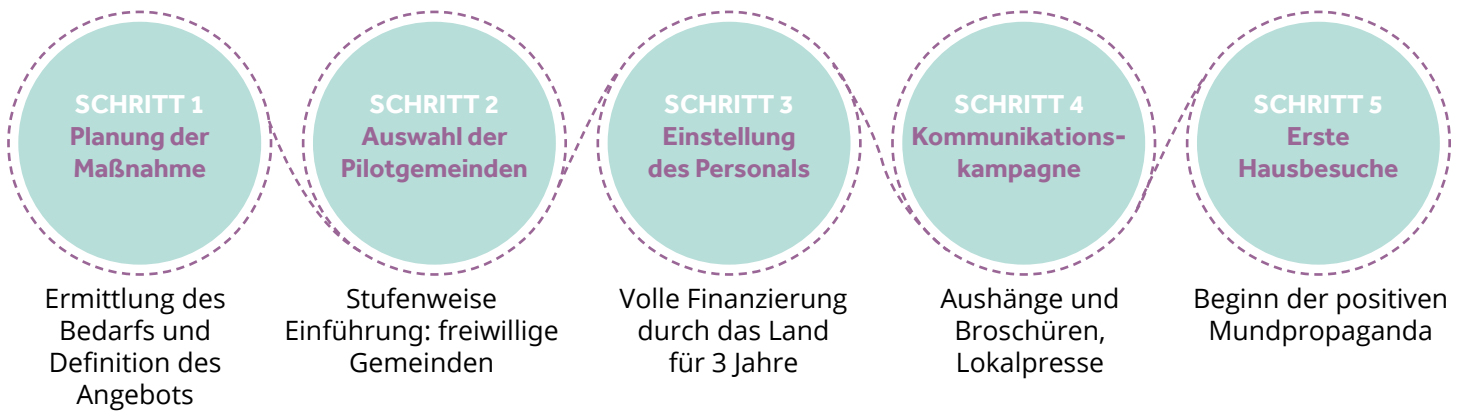 SCHRITT 1
Planung der
Maßnahme
Ermittlung des
Bedarfs und
Definition des
Angebots
SCHRITT 2
Auswahl der
Pilotgemeinden
Stufenweise
Einführung: freiwillige
Gemeinden
SCHRITT 3
Einstellung
des Personals
Volle Finanzierung
durch das Land
für 3 Jahre
SCHRITT 4
Kommunikations-
kampagne
Aushänge und
Broschüren,
Lokalpresse
SCHRITT 5
Erste
Hausbesuche
Beginn der positiven
Mundpropaganda